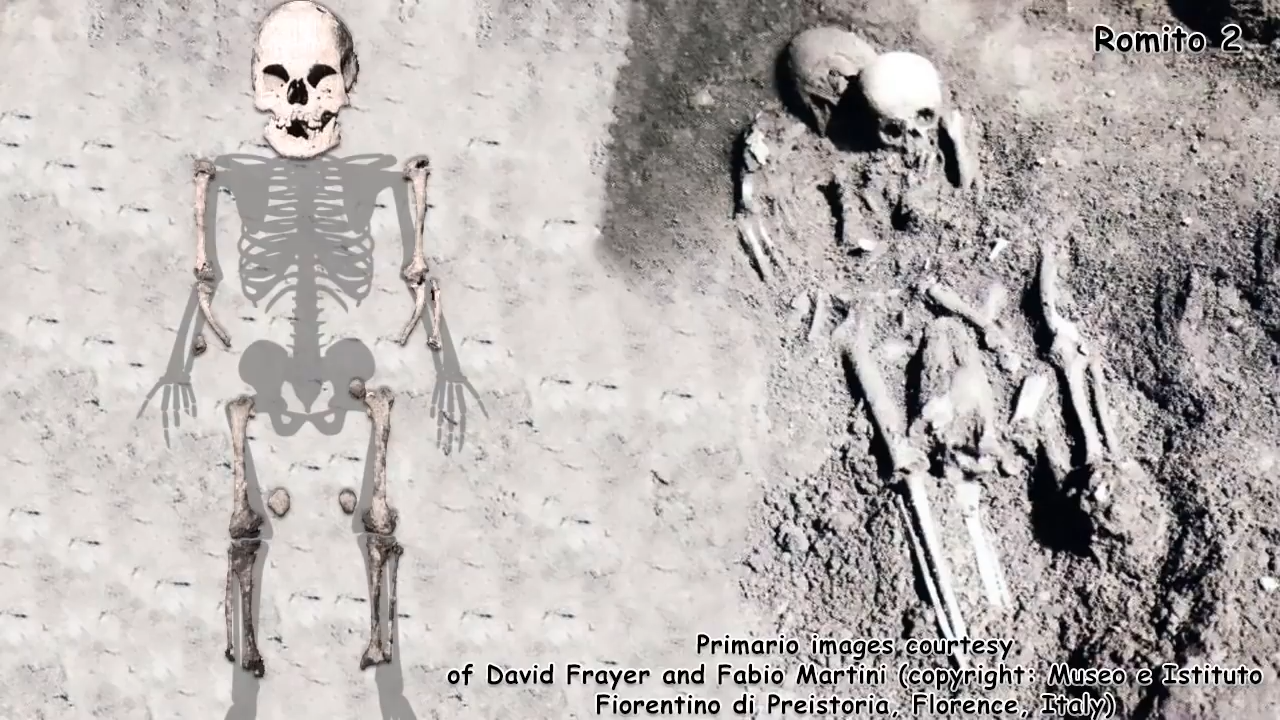 Romito 2
Primario images courtesy
of David Frayer and Fabio Martini (copyright: Museo e Istituto
Fiorentino di Preistoria, Florence, Italy)